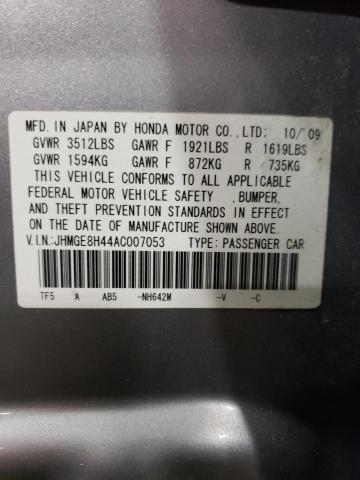 MFD. IN JAPAN BY HONDA MOTOR CO., LTD: 10/'09
GVWR 3512LBS GAWR F 1921LBS R 1619LBS
GVWR 1594KG GAWR F 872KG R 735KG
THIS VEHICLE CONFORMS TO ALL APPLICABLE
FEDERAL MOTOR VEHICLE SAFETY ,BUMPER,
AND THEFT PREVENTION STANDARDS IN EFFECT
ON THE DATE OF MANUFACTURE SHOWN ABOVE.
V.I.N.:JHMGE8H44AC007053 TYPE: PASSENGER CAR
TF5 A AB5 -NH642M -V -C